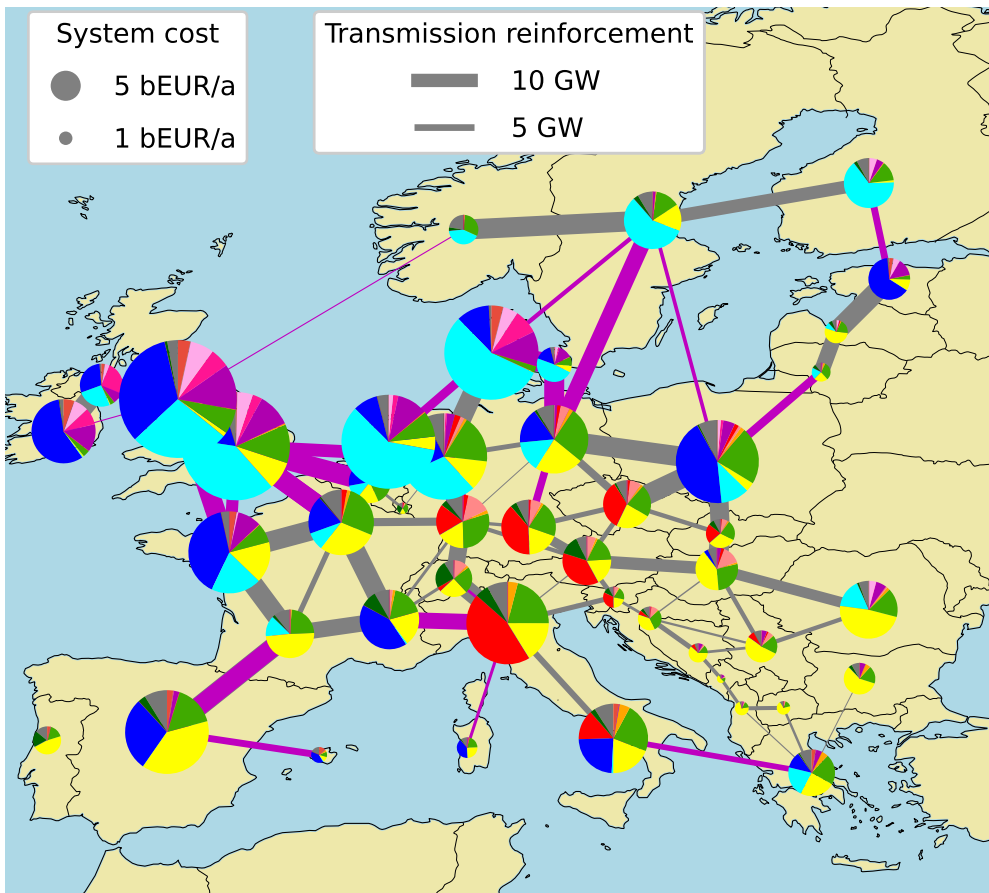 System cost
5 bEUR/a
1 bEUR/a
Transmission reinforcement
10 GW
5 GW